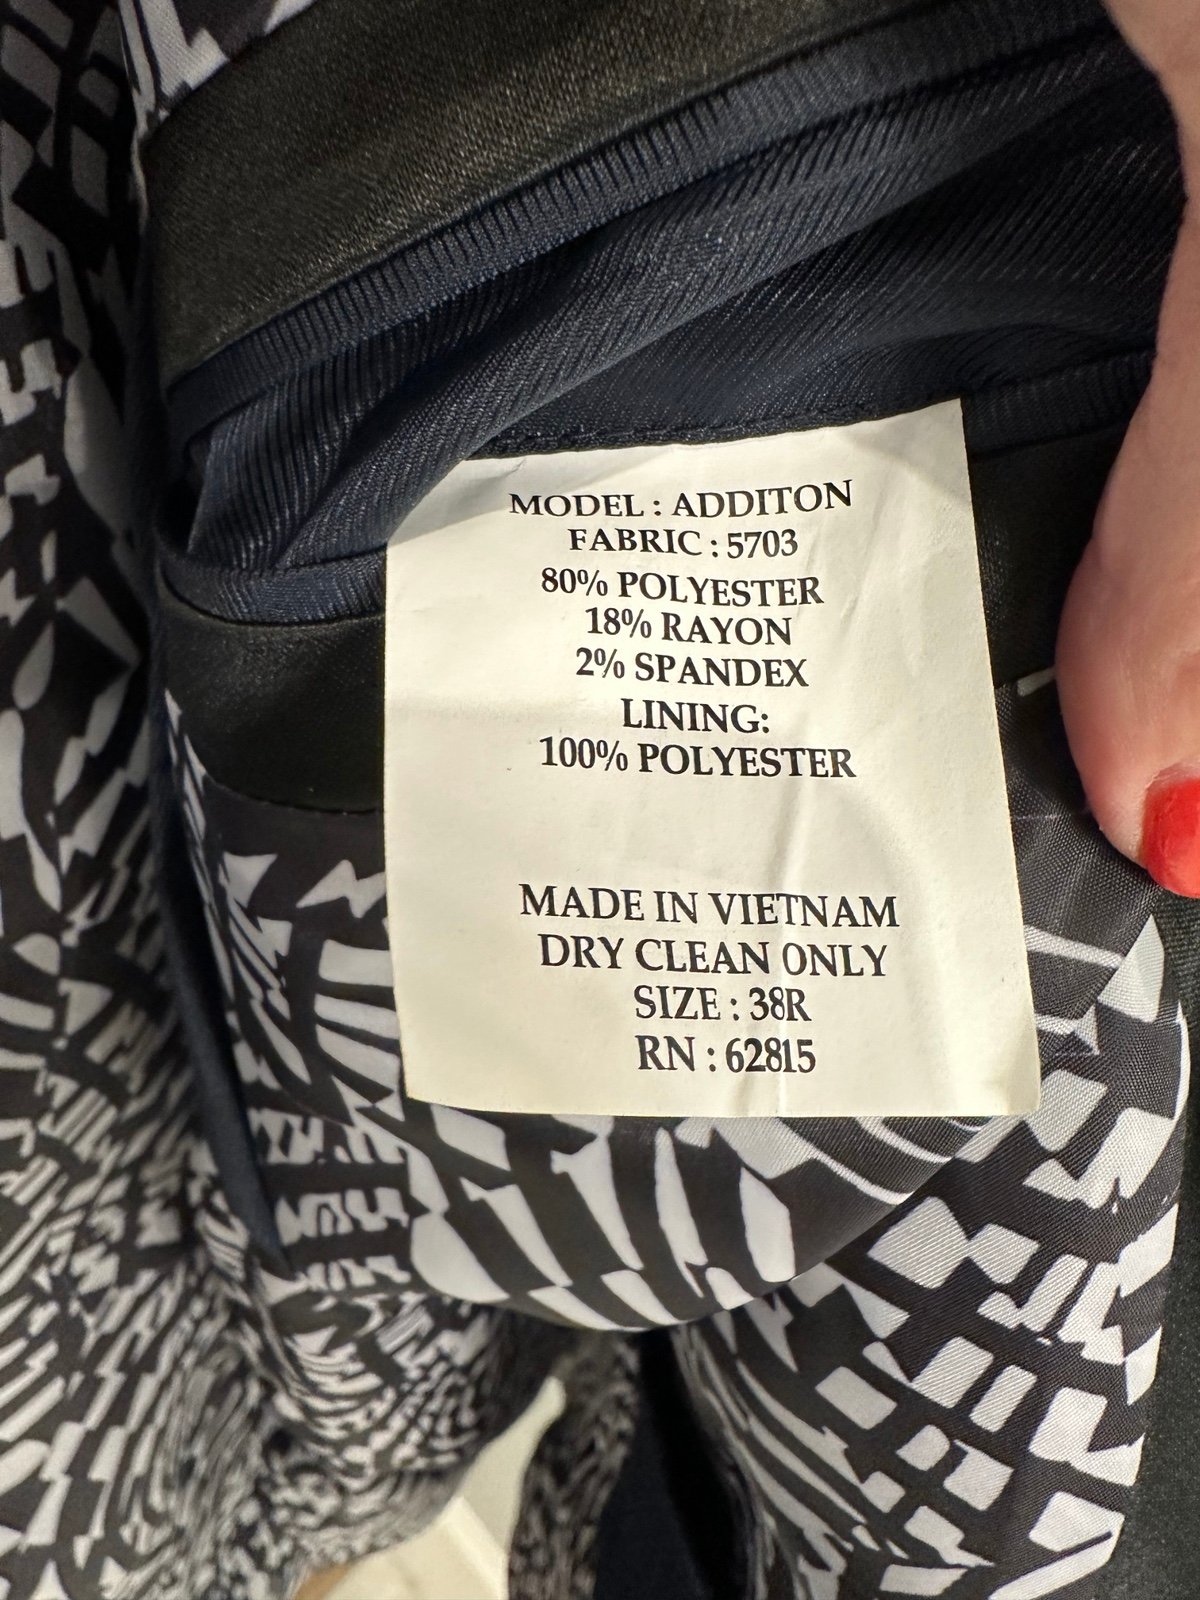 MODEL : ADDITON
FABRIC : 5703
80% POLYESTER
18% RAYON
2% SPANDEX
LINING:
100% POLYESTER
MADE IN VIETNAM
DRY CLEAN ONLY
SIZE : 38R
RN : 62815